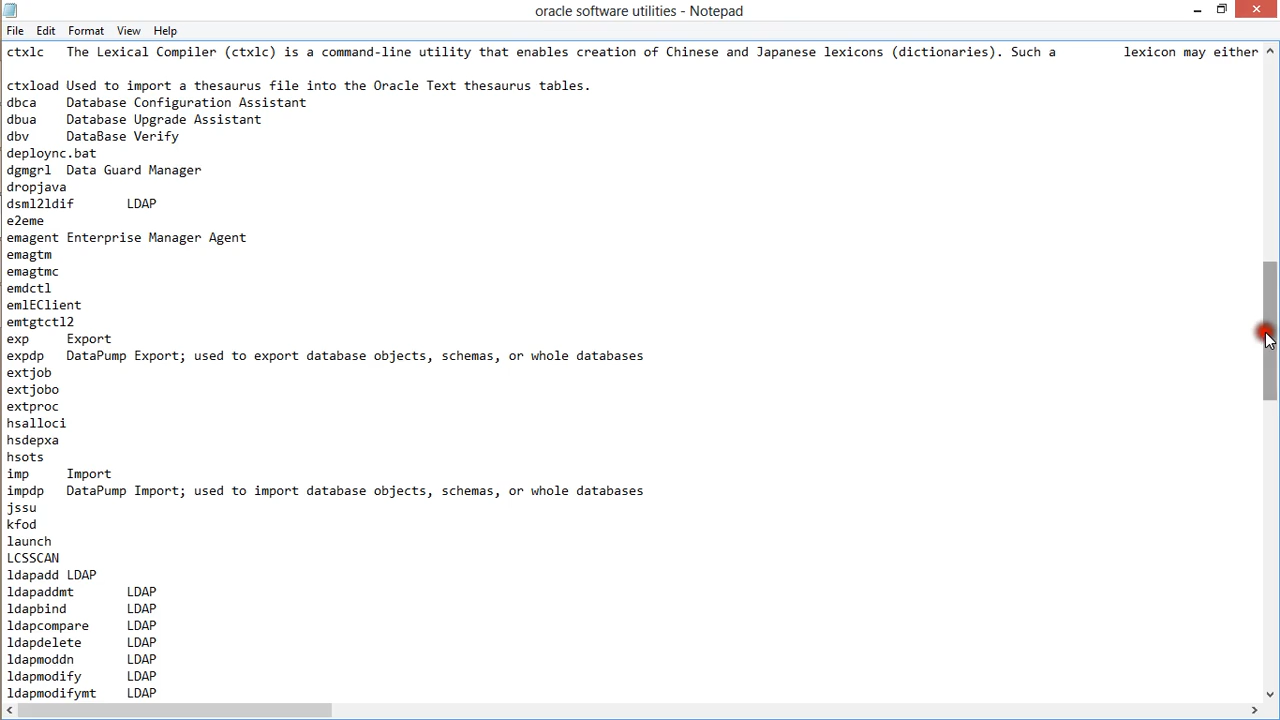 oracle software utilities - Notepad
File Edit Format View Help
ctxlc The Lexical Compiler (ctxlc) is a command-line utility that enables creation of Chinese and Japanese lexicons (dictionaries). Such a lexicon may either
ctxload Used to import a thesaurus file into the Oracle Text thesaurus tables.
dbca Database Configuration Assistant
dbua Database Upgrade Assistant
dbv DataBase Verify
deploync.bat
dgmgrl Data Guard Manager
dropjava
dsml2ldif LDAP
e2eme
emagent Enterprise Manager Agent
emagtm
emagtmc
emdctl
emlEClient
emtgtctl2
exp Export
expdp DataPump Export; used to export database objects, schemas, or whole databases
extjob
extjobo
extproc
hsalloci
hsdepxa
hsots
imp Import
impdp DataPump Import; used to import database objects, schemas, or whole databases
jssu
kfod
launch
LCSSCAN
ldapadd LDAP
ldapaddmt LDAP
ldapbind LDAP
ldapcompare LDAP
ldapdelete LDAP
ldapmoddn LDAP
ldapmodify LDAP
ldapmodifymt LDAP